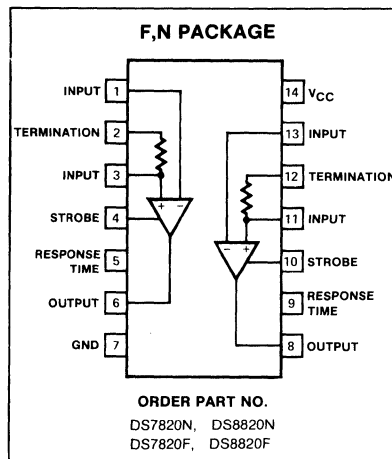 F,N PACKAGE
INPUT 1
TERMINATION 2
INPUT 3
STROBE 4
RESPONSE
TIME 5
OUTPUT 6
GND 7
14 VCC
13 INPUT
12 TERMINATION
11 INPUT
10 STROBE
9 RESPONSE
TIME
8 OUTPUT
+ −
− +
ORDER PART NO.
DS7820N, DS8820N
DS7820F, DS8820F